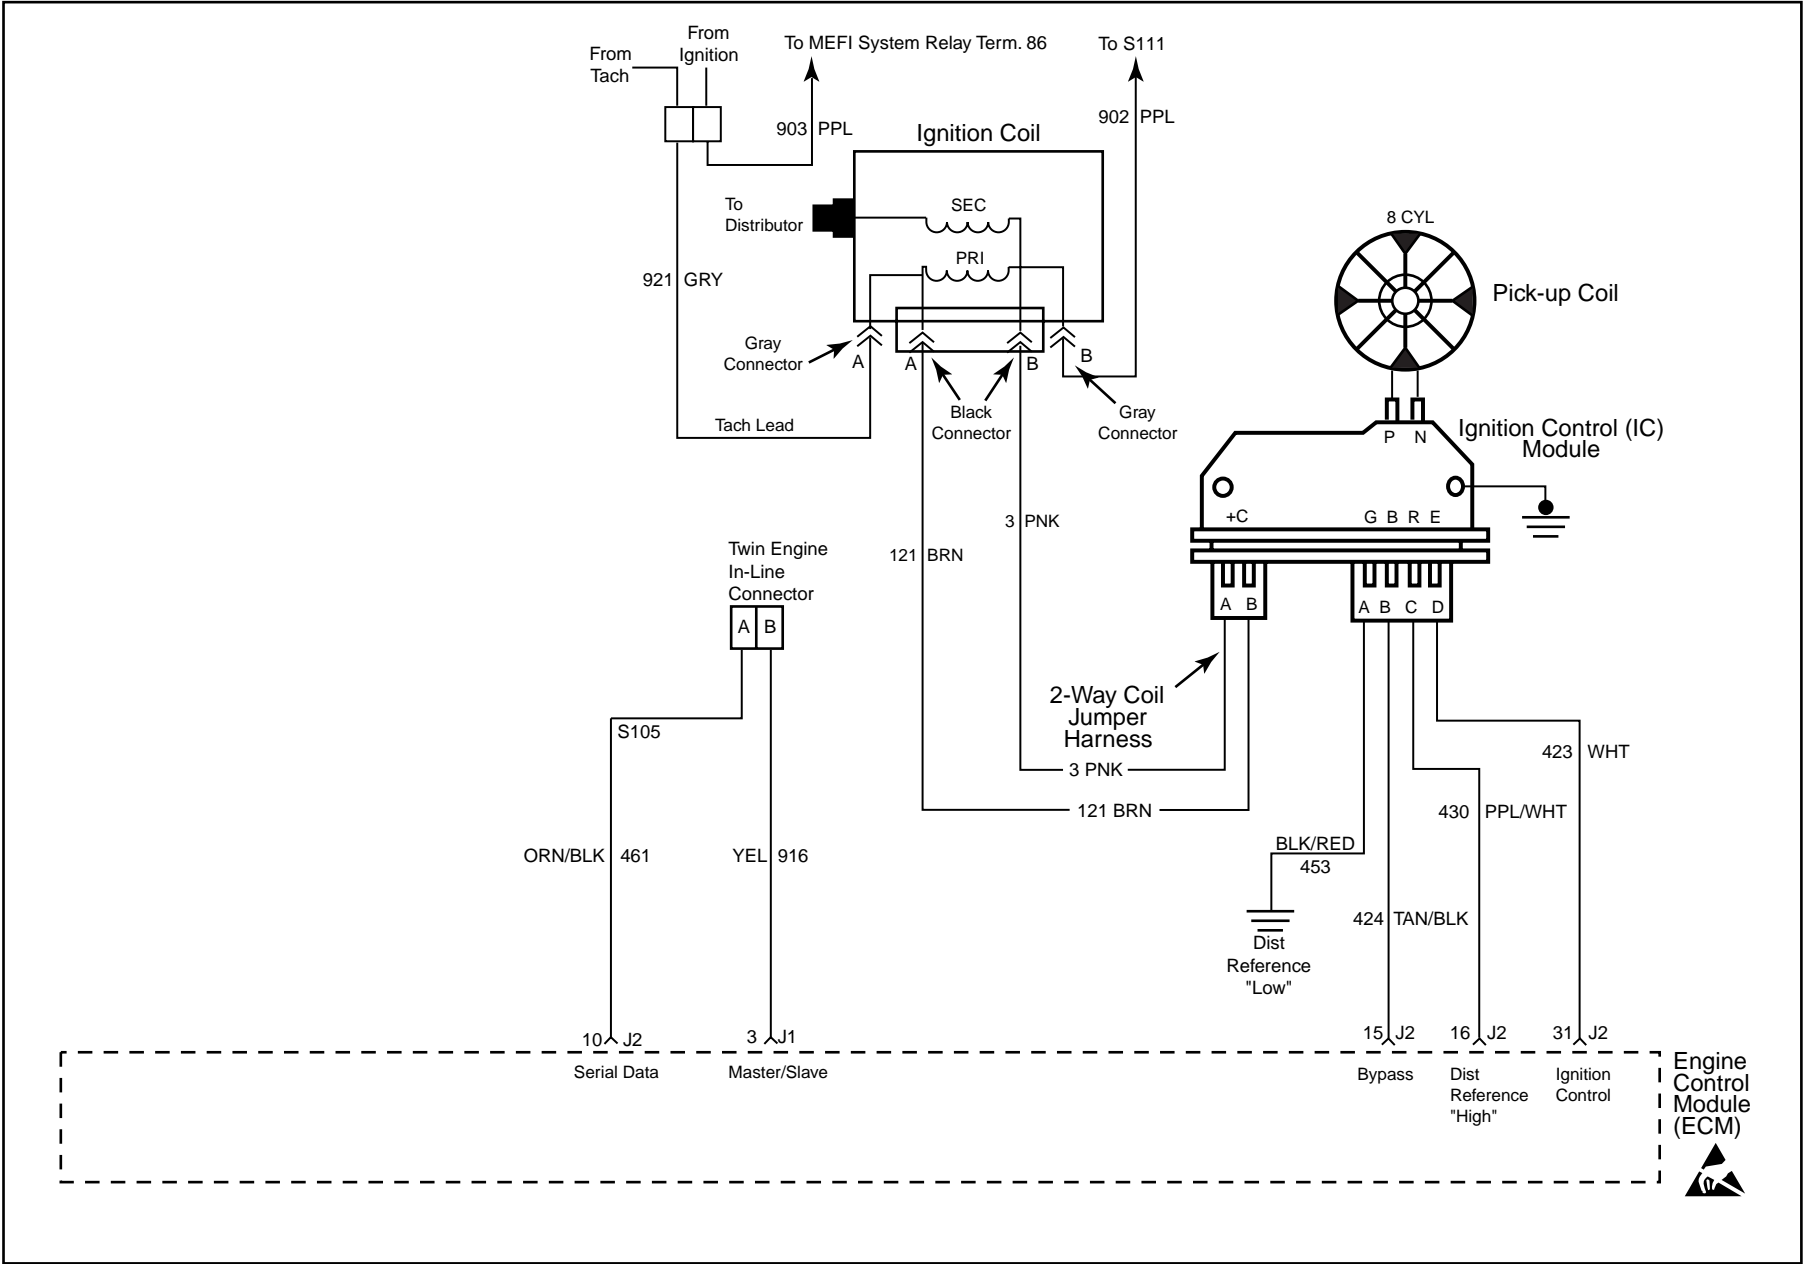 From
Tach
From
Ignition
To MEFI System Relay Term. 86
To S111
903 PPL
902 PPL
Ignition Coil
To
Distributor
SEC
PRI
921 GRY
8 CYL
Pick-up Coil
Gray
Connector
A
A
B
B
Black
Connector
Gray
Connector
Tach Lead
P N
Ignition Control (IC)
Module
+C
G B R E
3 PNK
121 BRN
Twin Engine
In-Line
Connector
A B
A B
A B C D
2-Way Coil
Jumper
Harness
S105
3 PNK
121 BRN
423 WHT
430 PPL/WHT
ORN/BLK 461
YEL 916
BLK/RED
453
424 TAN/BLK
Dist
Reference
"Low"
10 J2
3 J1
15 J2
16 J2
31 J2
Serial Data
Master/Slave
Bypass
Dist
Reference
"High"
Ignition
Control
Engine
Control
Module
(ECM)